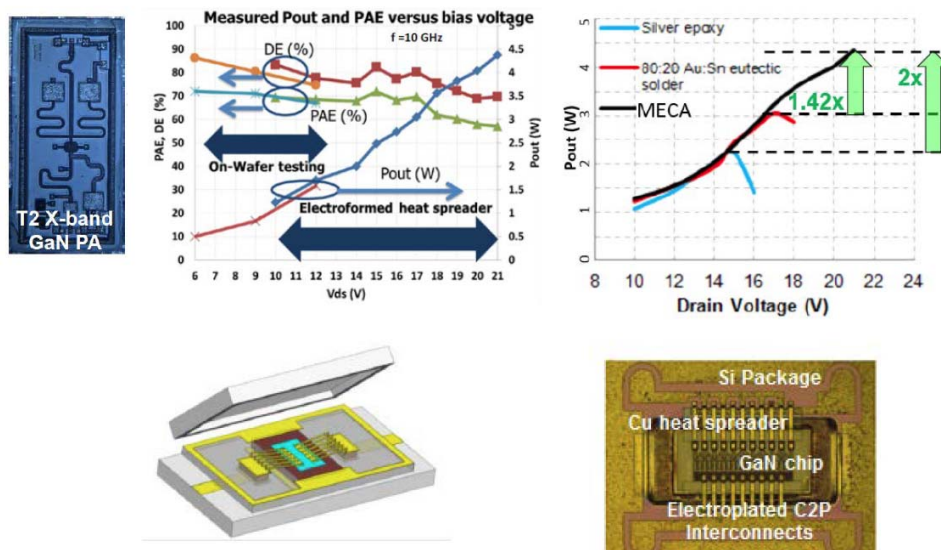 T2 X-band
GaN PA
Measured Pout and PAE versus bias voltage
f =10 GHz
DE (%)
PAE (%)
On-Wafer testing
Pout (W)
Electroformed heat spreader
PAE, DE (%)
100
90
80
70
60
50
40
30
20
10
0
6 7 8 9 10 11 12 13 14 15 16 17 18 19 20 21
Vds (V)
5
4.5
4
3.5
3
2.5
2
1.5
1
0.5
0
Pout (W)
Silver epoxy
80:20 Au:Sn eutectic
solder
MECA
1.42x
2x
Pout (W)
5
4
3
2
1
0
8 10 12 14 16 18 20 22 24
Drain Voltage (V)
Si Package
Cu heat spreader
GaN chip
Electroplated C2P
Interconnects